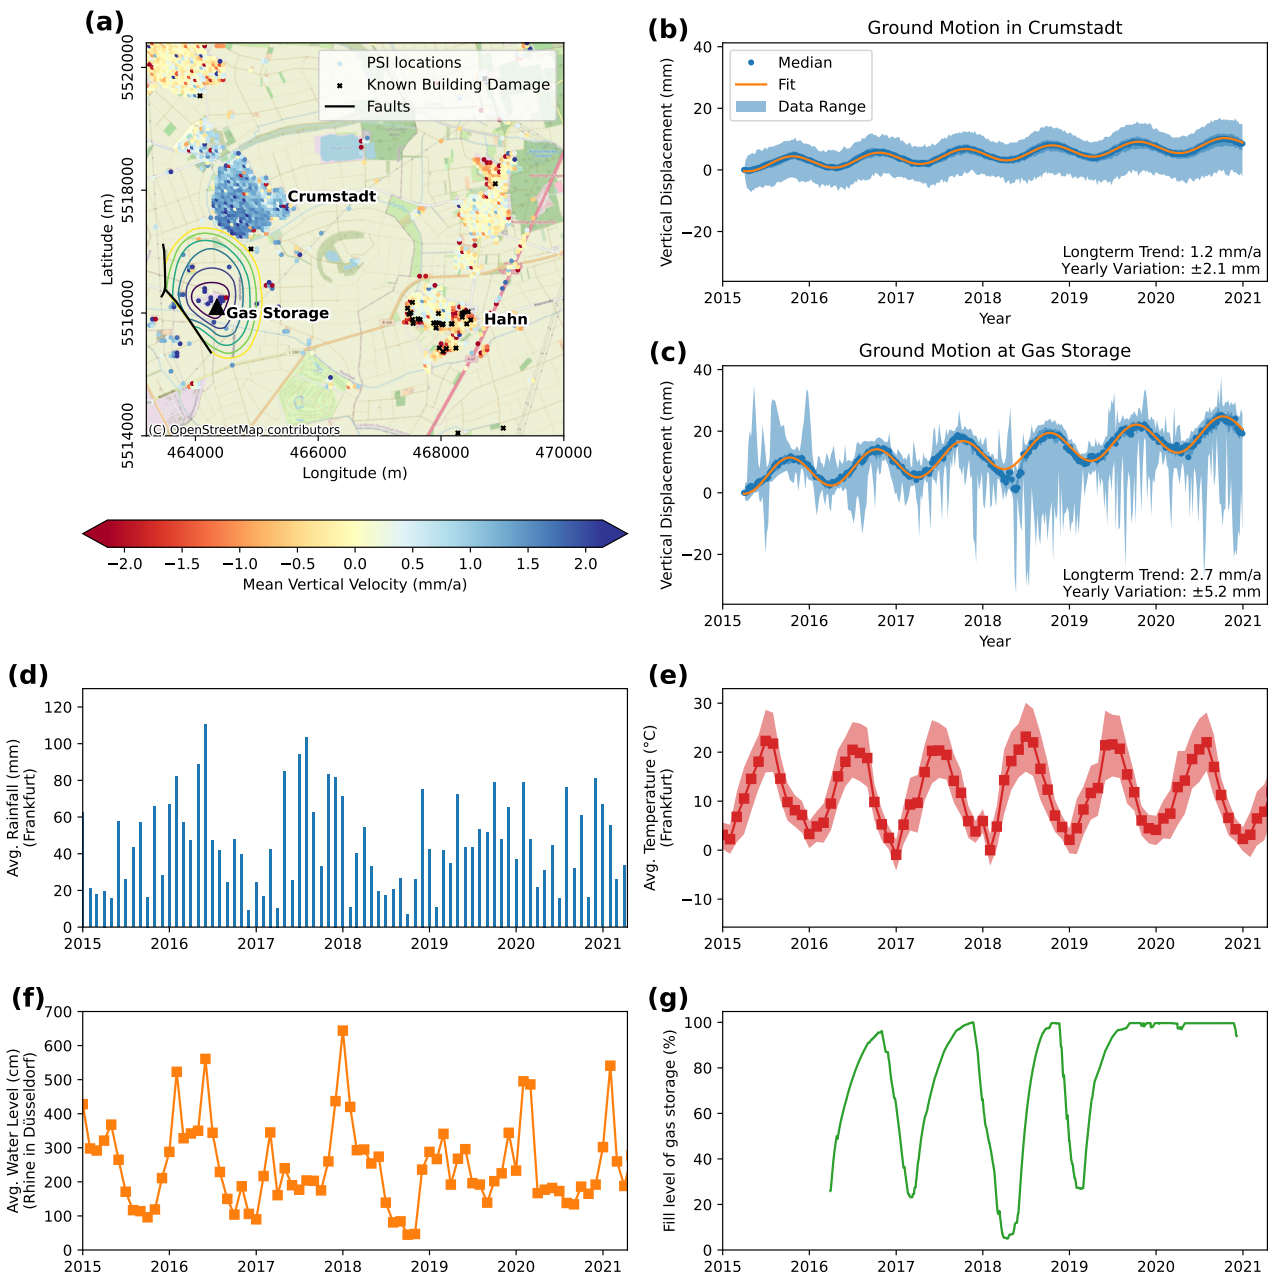 (a)
PSI locations
Known Building Damage
Faults
Crumstadt
Gas Storage
Hahn
(C) OpenStreetMap contributors
5520000
5518000
5516000
5514000
Latitude (m)
464000 466000 468000 470000
Longitude (m)
−2.0 −1.5 −1.0 −0.5 0.0 0.5 1.0 1.5 2.0
Mean Vertical Velocity (mm/a)
(b)
Ground Motion in Crumstadt
Median
Fit
Data Range
40
20
0
−20
Vertical Displacement (mm)
Longterm Trend: 1.2 mm/a
Yearly Variation: ±2.1 mm
2015 2016 2017 2018 2019 2020 2021
Year
(c)
Ground Motion at Gas Storage
40
20
0
−20
Vertical Displacement (mm)
Longterm Trend: 2.7 mm/a
Yearly Variation: ±5.2 mm
2015 2016 2017 2018 2019 2020 2021
Year
(d)
120
100
80
60
40
20
0
Avg. Rainfall (mm)
(Frankfurt)
2015 2016 2017 2018 2019 2020 2021
(e)
30
20
10
0
−10
Avg. Temperature (°C)
(Frankfurt)
2015 2016 2017 2018 2019 2020 2021
(f)
700
600
500
400
300
200
100
0
Avg. Water Level (cm)
(Rhine in Düsseldorf)
2015 2016 2017 2018 2019 2020 2021
(g)
100
80
60
40
20
0
Fill level of gas storage (%)
2015 2016 2017 2018 2019 2020 2021